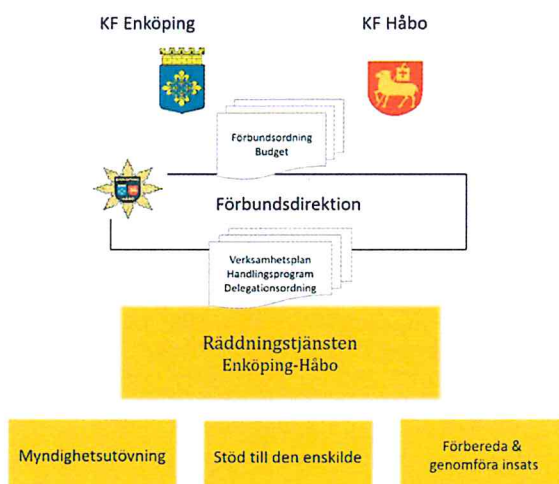 KF Enköping
KF Håbo
Förbundsordning
Budget
Förbundsdirektion
Verksamhetsplan
Handlingsprogram
Delegationsordning
Räddningstjänsten
Enköping-Håbo
Myndighetsutövning
Stöd till den enskilde
Förbereda &
genomföra insats